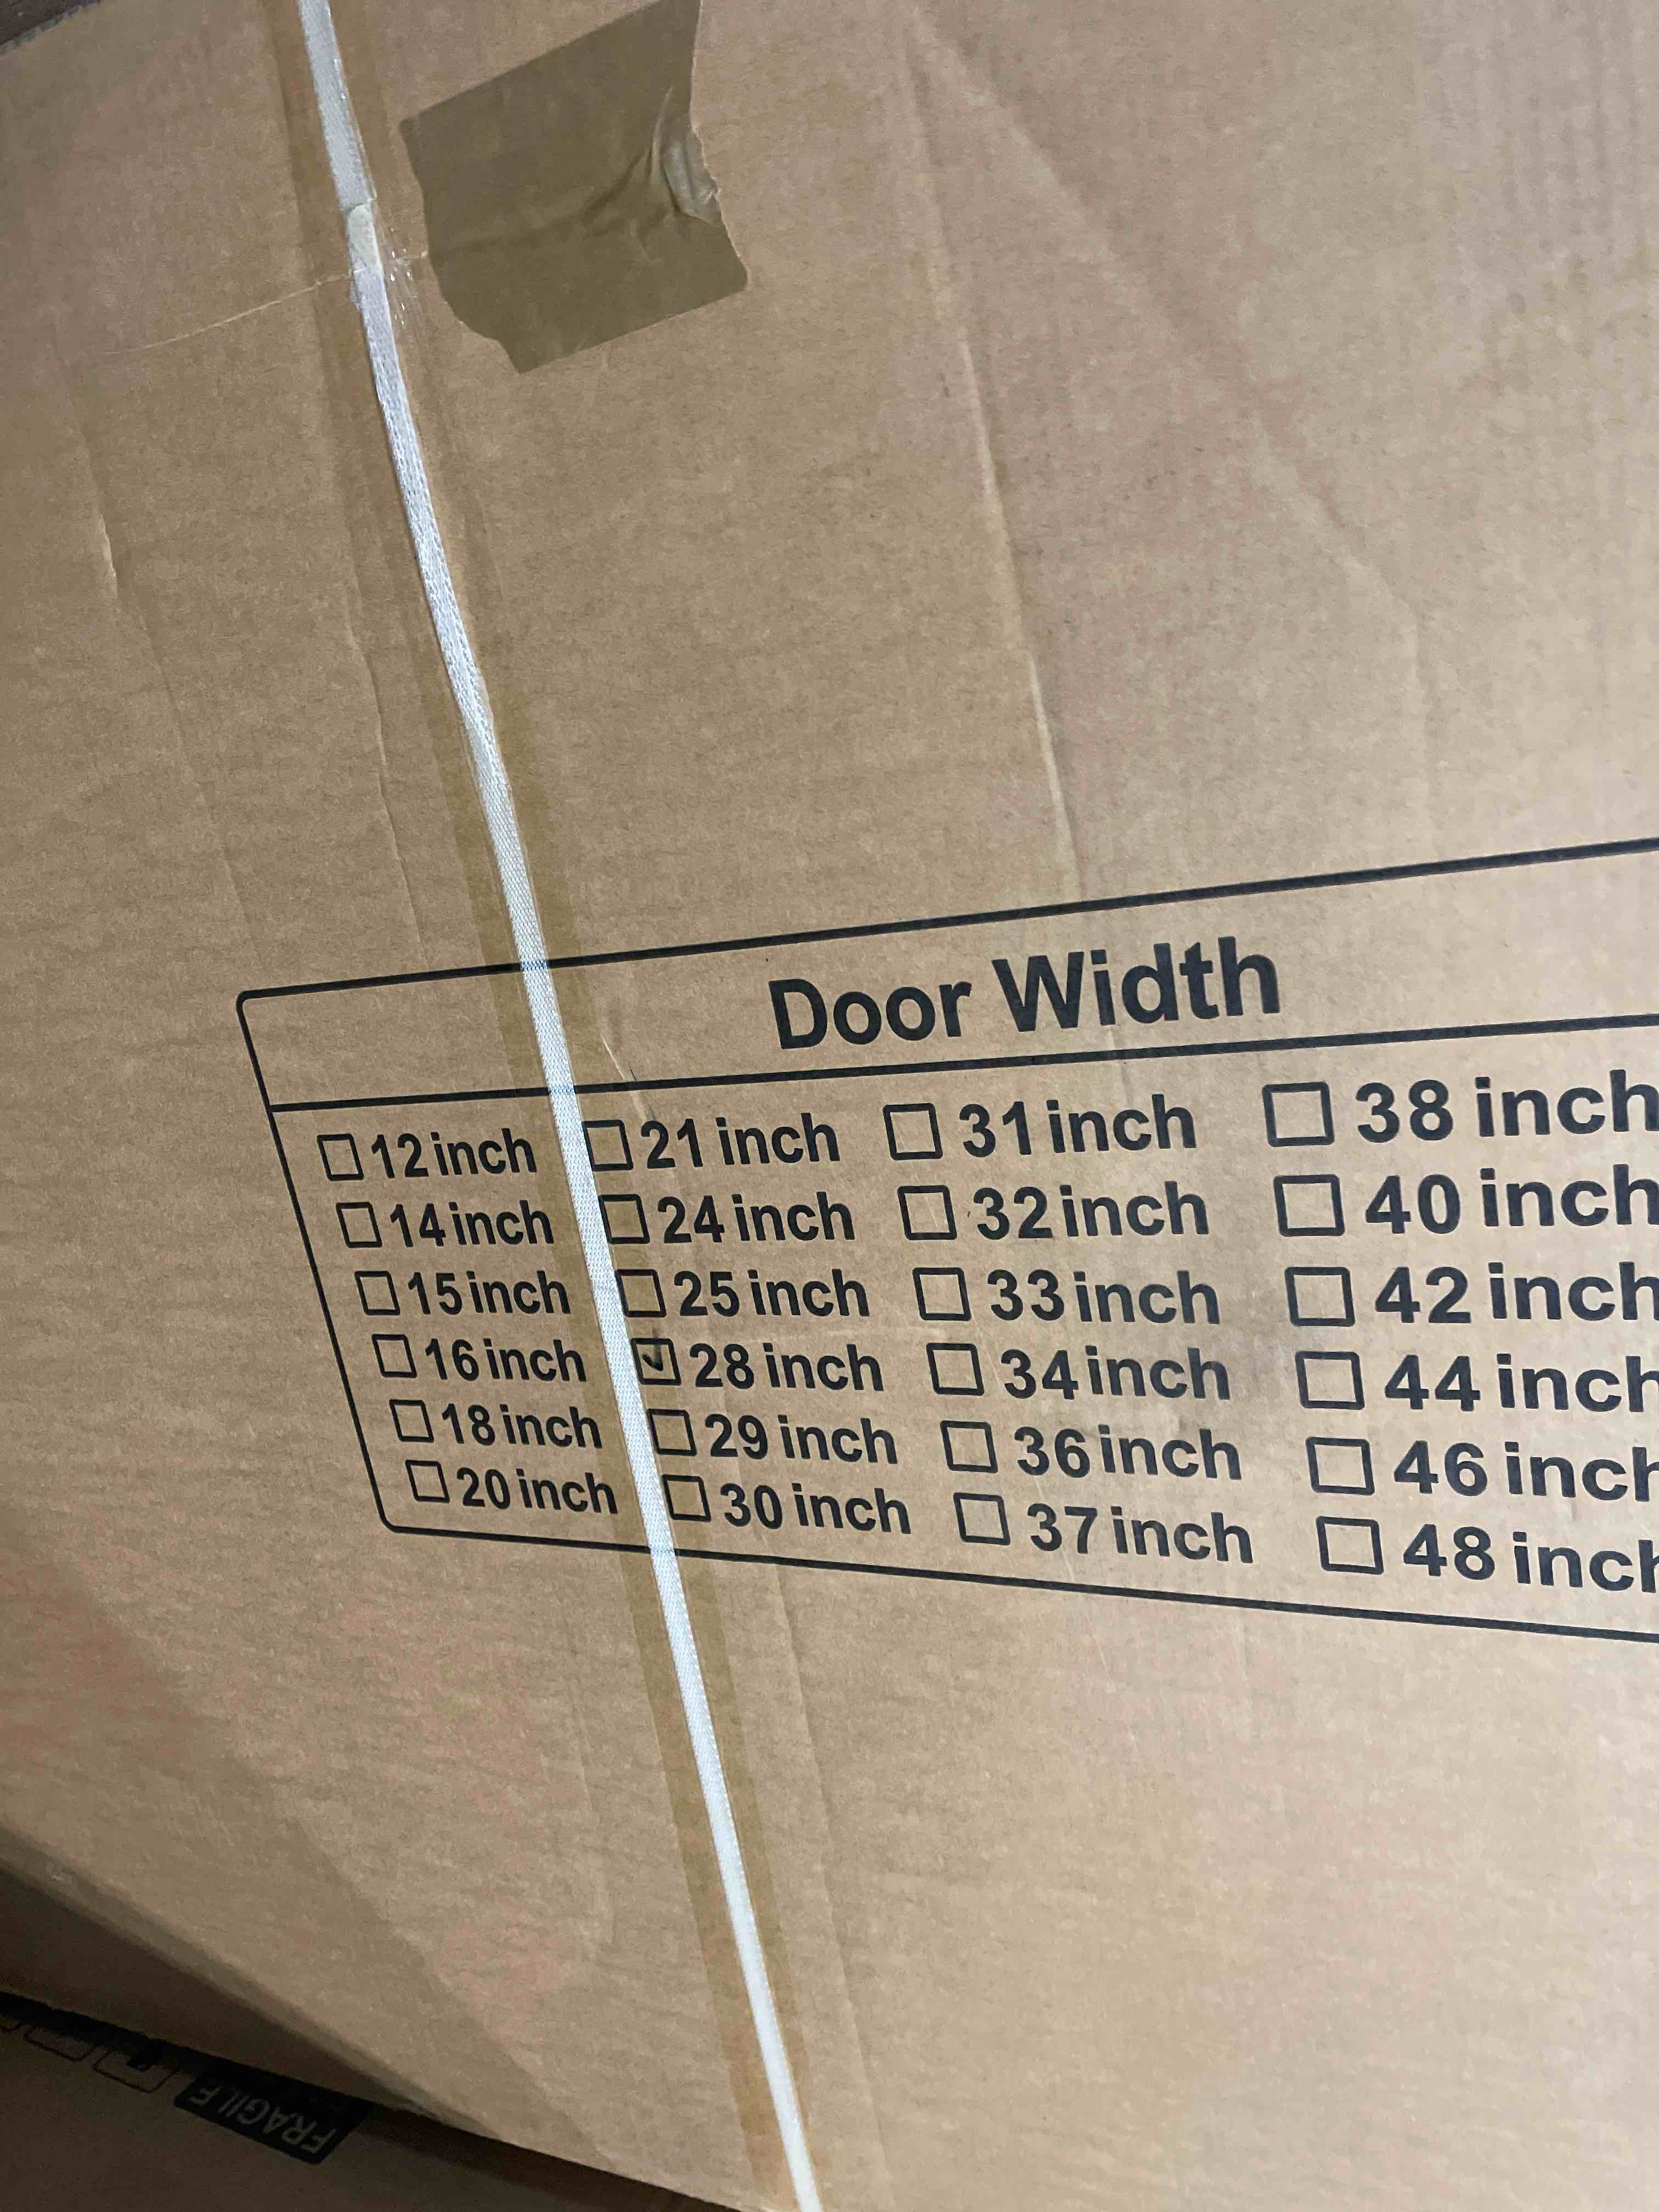 Door Width
☐ 12 inch ☐ 21 inch ☐ 31 inch ☐ 38 inch
☐ 14 inch ☐ 24 inch ☐ 32 inch ☐ 40 inch
☐ 15 inch ☐ 25 inch ☐ 33 inch ☐ 42 inch
☐ 16 inch ☑ 28 inch ☐ 34 inch ☐ 44 inch
☐ 18 inch ☐ 29 inch ☐ 36 inch ☐ 46 inch
☐ 20 inch ☐ 30 inch ☐ 37 inch ☐ 48 inch
FRAGILE